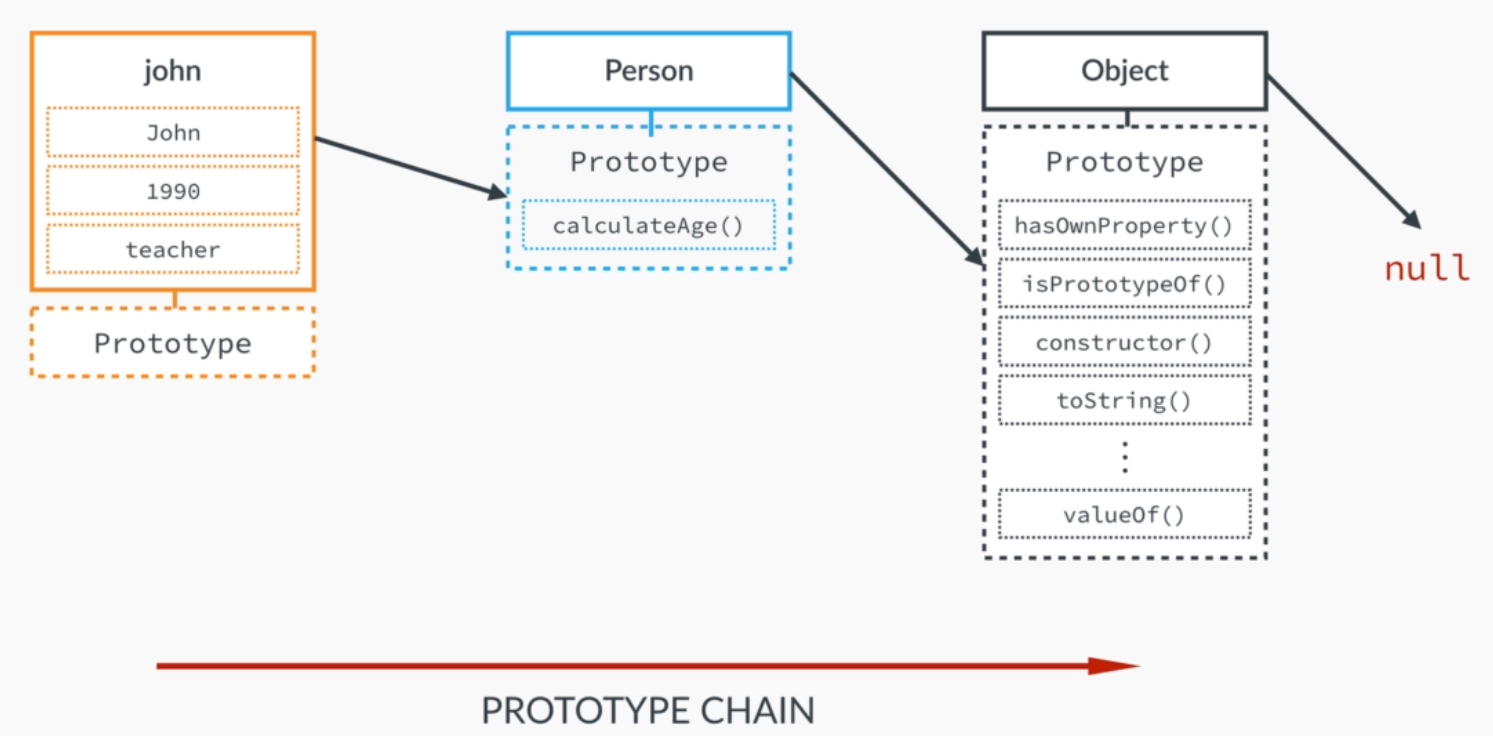 john
John
1990
teacher
Prototype
Person
Prototype
calculateAge()
Object
Prototype
hasOwnProperty()
isPrototypeOf()
constructor()
toString()
⋮
valueOf()
null
PROTOTYPE CHAIN